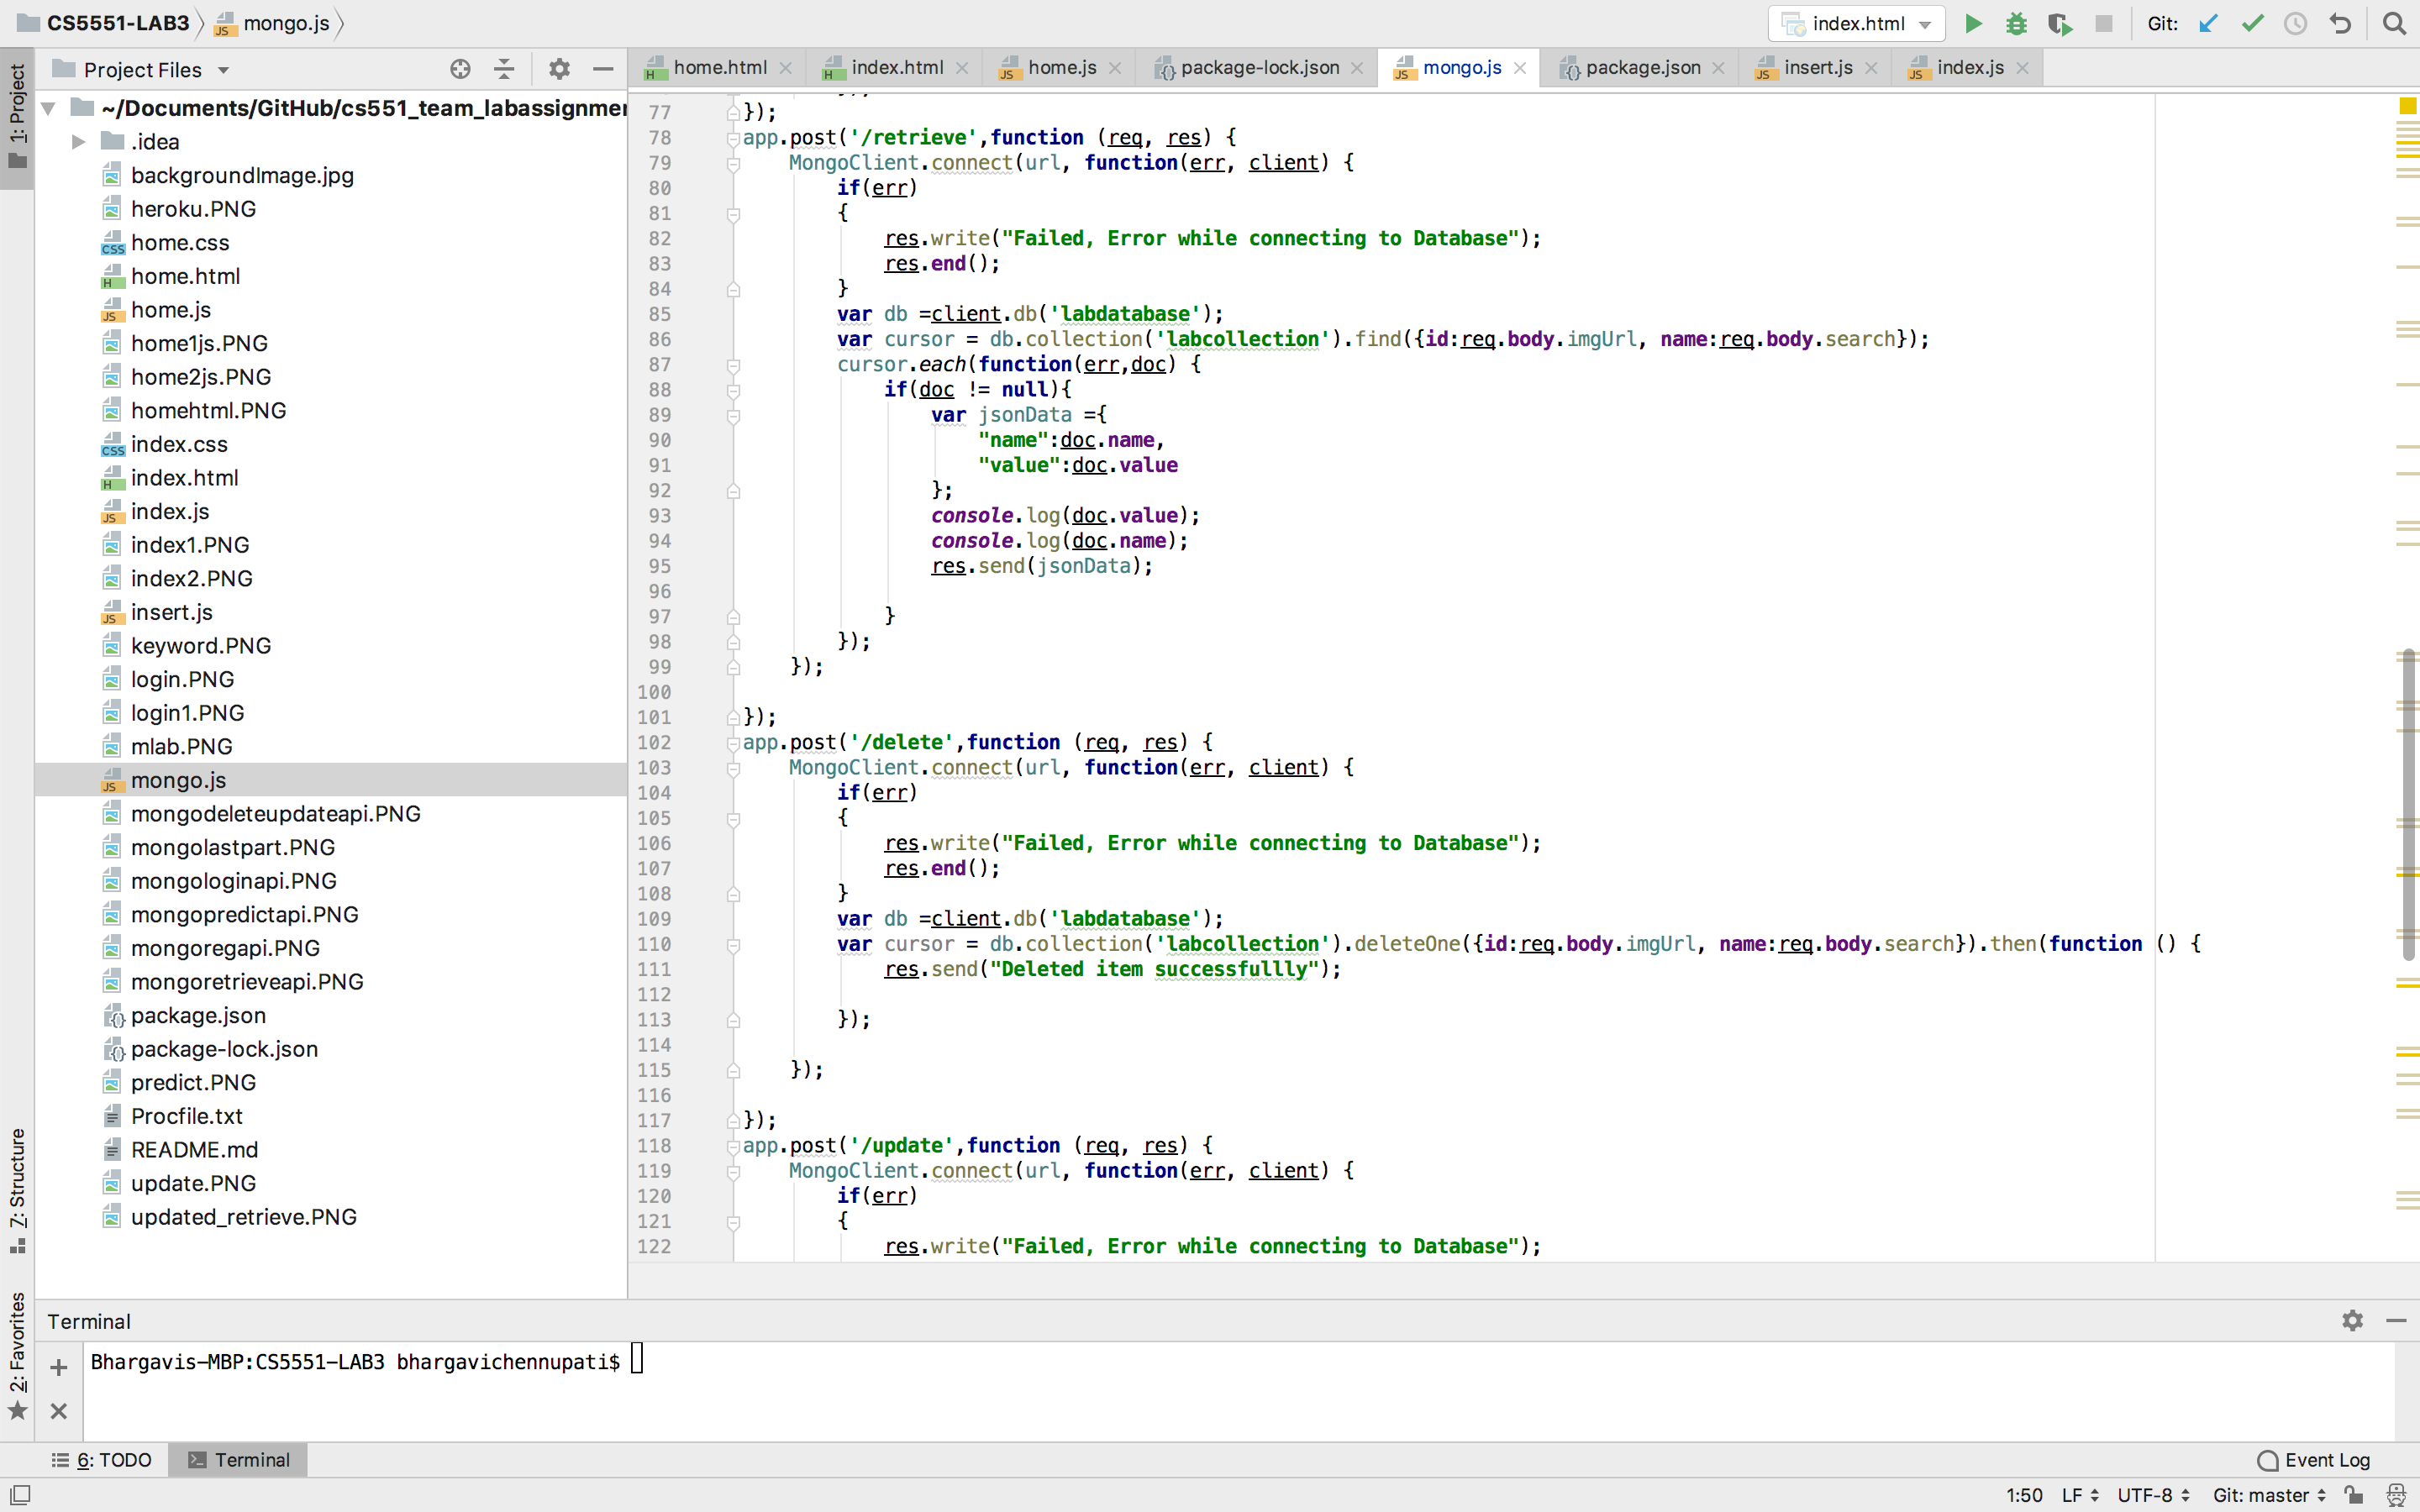 CS5551-LAB3 mongo.js
index.html
Git:
1: Project
Project Files
home.html
index.html
home.js
package-lock.json
mongo.js
package.json
insert.js
index.js
~/Documents/GitHub/cs551_team_labassignmen
.idea
backgroundImage.jpg
heroku.PNG
home.css
home.html
home.js
home1js.PNG
home2js.PNG
homehtml.PNG
index.css
index.html
index.js
index1.PNG
index2.PNG
insert.js
keyword.PNG
login.PNG
login1.PNG
mlab.PNG
mongo.js
mongodeleteupdateapi.PNG
mongolastpart.PNG
mongologinapi.PNG
mongopredictapi.PNG
mongoregapi.PNG
mongoretrieveapi.PNG
package.json
package-lock.json
predict.PNG
Procfile.txt
README.md
update.PNG
updated_retrieve.PNG
77 });
78 app.post('/retrieve',function (req, res) {
79 MongoClient.connect(url, function(err, client) {
80 if(err)
81 {
82 res.write("Failed, Error while connecting to Database");
83 res.end();
84 }
85 var db =client.db('labdatabase');
86 var cursor = db.collection('labcollection').find({id:req.body.imgUrl, name:req.body.search});
87 cursor.each(function(err,doc) {
88 if(doc != null){
89 var jsonData ={
90 "name":doc.name,
91 "value":doc.value
92 };
93 console.log(doc.value);
94 console.log(doc.name);
95 res.send(jsonData);
96
97 }
98 });
99 });
100
101 });
102 app.post('/delete',function (req, res) {
103 MongoClient.connect(url, function(err, client) {
104 if(err)
105 {
106 res.write("Failed, Error while connecting to Database");
107 res.end();
108 }
109 var db =client.db('labdatabase');
110 var cursor = db.collection('labcollection').deleteOne({id:req.body.imgUrl, name:req.body.search}).then(function () {
111 res.send("Deleted item successfullly");
112
113 });
114
115 });
116
117 });
118 app.post('/update',function (req, res) {
119 MongoClient.connect(url, function(err, client) {
120 if(err)
121 {
122 res.write("Failed, Error while connecting to Database");
7: Structure
2: Favorites
Terminal
Bhargavis-MBP:CS5551-LAB3 bhargavichennupati$
6: TODO
Terminal
Event Log
1:50 LF UTF-8 Git: master